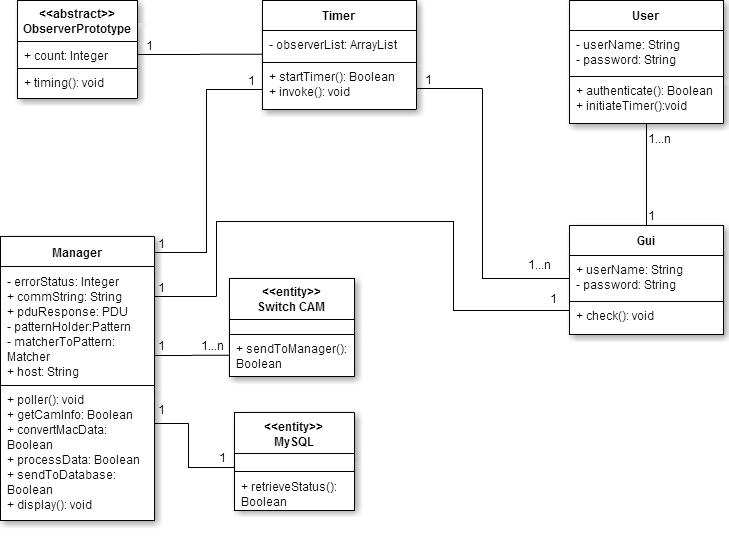 <<abstract>>
ObserverPrototype
+ count: Integer
+ timing(): void
1
Timer
- observerList: ArrayList
+ startTimer(): Boolean
+ invoke(): void
1
1
User
- userName: String
- password: String
+ authenticate(): Boolean
+ initiateTimer():void
1...n
1
Gui
+ userName: String
- password: String
+ check(): void
1...n
1
Manager
- errorStatus: Integer
+ commString: String
+ pduResponse: PDU
- patternHolder:Pattern
- matcherToPattern:
Matcher
+ host: String
+ poller(): void
+ getCamInfo: Boolean
+ convertMacData:
Boolean
+ processData: Boolean
+ sendToDatabase:
Boolean
+ display(): void
1
1
1
1...n
1
1
<<entity>>
Switch CAM
+ sendToManager():
Boolean
<<entity>>
MySQL
+ retrieveStatus():
Boolean